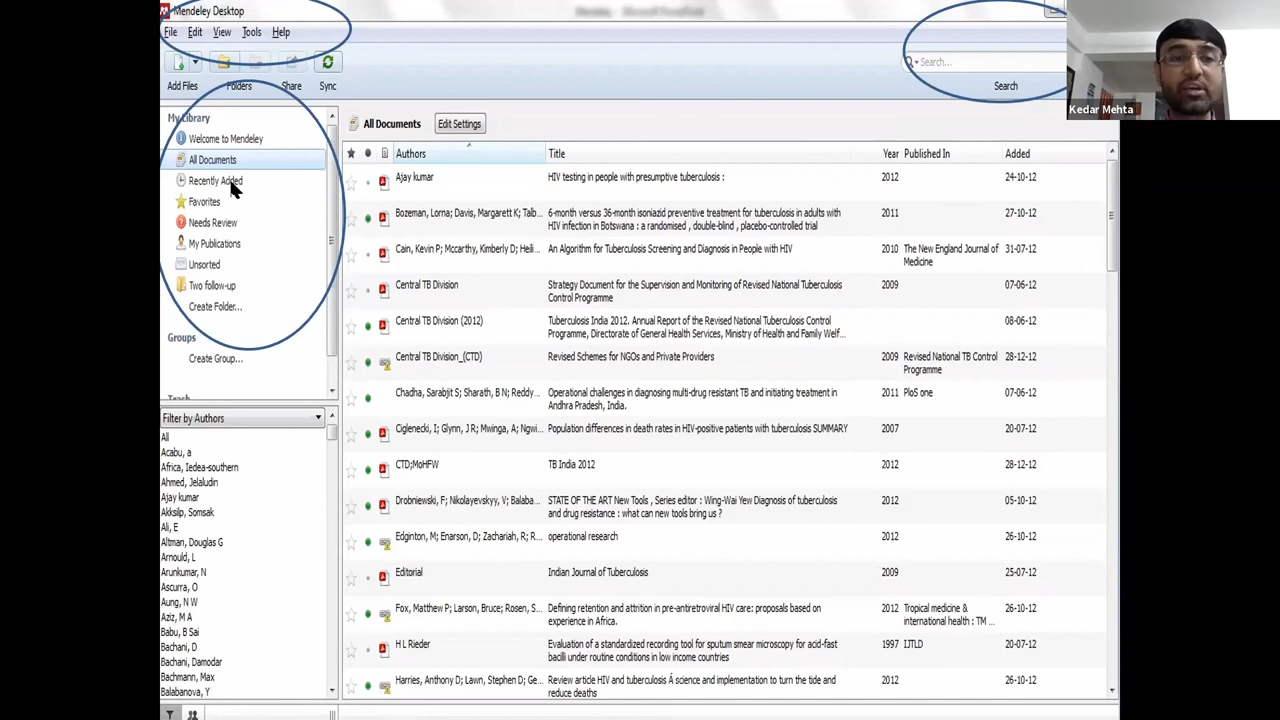 Mendeley Desktop
File Edit View Tools Help
Search...
Add Files Folders Share Sync Search
Kedar Mehta
My Library
Welcome to Mendeley
All Documents
Recently Added
Favorites
Needs Review
My Publications
Unsorted
Two follow-up
Create Folder...
Groups
Create Group...
Trash
Filter by Authors
All
Acabu, a
Africa, Iedea-southern
Ahmed, Jelaludin
Ajay kumar
Akksilp, Somsak
Ali, E
Altman, Douglas G
Arnould, L
Arunkumar, N
Ascurra, O
Aung, N W
Aziz, M A
Babu, B Sai
Bachani, D
Bachani, Damodar
Bachmann, Max
Balabanova, Y
All Documents Edit Settings
Authors Title Year Published In Added
Ajay kumar HIV testing in people with presumptive tuberculosis : 2012 24-10-12
Bozeman, Lorna; Davis, Margarett K; Talb... 6-month versus 36-month isoniazid preventive treatment for tuberculosis in adults with 2011 27-10-12
HIV infection in Botswana : a randomised , double-blind , placebo-controlled trial
Cain, Kevin P; Mccarthy, Kimberly D; Heili... An Algorithm for Tuberculosis Screening and Diagnosis in People with HIV 2010 The New England Journal of 31-07-12
Medicine
Central TB Division Strategy Document for the Supervision and Monitoring of Revised National Tuberculosis 2009 07-06-12
Control Programme
Central TB Division (2012) Tuberculosis India 2012. Annual Report of the Revised National Tuberculosis Control 08-06-12
Programme, Directorate of General Health Services, Ministry of Health and Family Welf...
Central TB Division_(CTD) Revised Schemes for NGOs and Private Providers 2009 Revised National TB Control 28-12-12
Programme
Chadha, Sarabjit S; Sharath, B N; Reddy... Operational challenges in diagnosing multi-drug resistant TB and initiating treatment in 2011 PloS one 07-06-12
Andhra Pradesh, India.
Ciglenecki, I; Glynn, J R; Mwinga, A; Ngwi... Population differences in death rates in HIV-positive patients with tuberculosis SUMMARY 2007 20-07-12
CTD;MoHFW TB India 2012 2012 28-12-12
Drobniewski, F; Nikolayevskyy, V; Balaba... STATE OF THE ART New Tools , Series editor : Wing-Wai Yew Diagnosis of tuberculosis 2012 05-10-12
and drug resistance : what can new tools bring us ?
Edginton, M; Enarson, D; Zachariah, R; R... operational research 2012 26-10-12
Editorial Indian Journal of Tuberculosis 2009 25-07-12
Fox, Matthew P; Larson, Bruce; Rosen, S... Defining retention and attrition in pre-antiretroviral HIV care: proposals based on 2012 Tropical medicine & 26-10-12
experience in Africa. international health : TM ...
H L Rieder Evaluation of a standardized recording tool for sputum smear microscopy for acid-fast 1997 IJTLD 20-07-12
bacilli under routine conditions in low income countries
Harries, Anthony D; Lawn, Stephen D; Ge... Review article HIV and tuberculosis Á science and implementation to turn the tide and 2012 26-10-12
reduce deaths